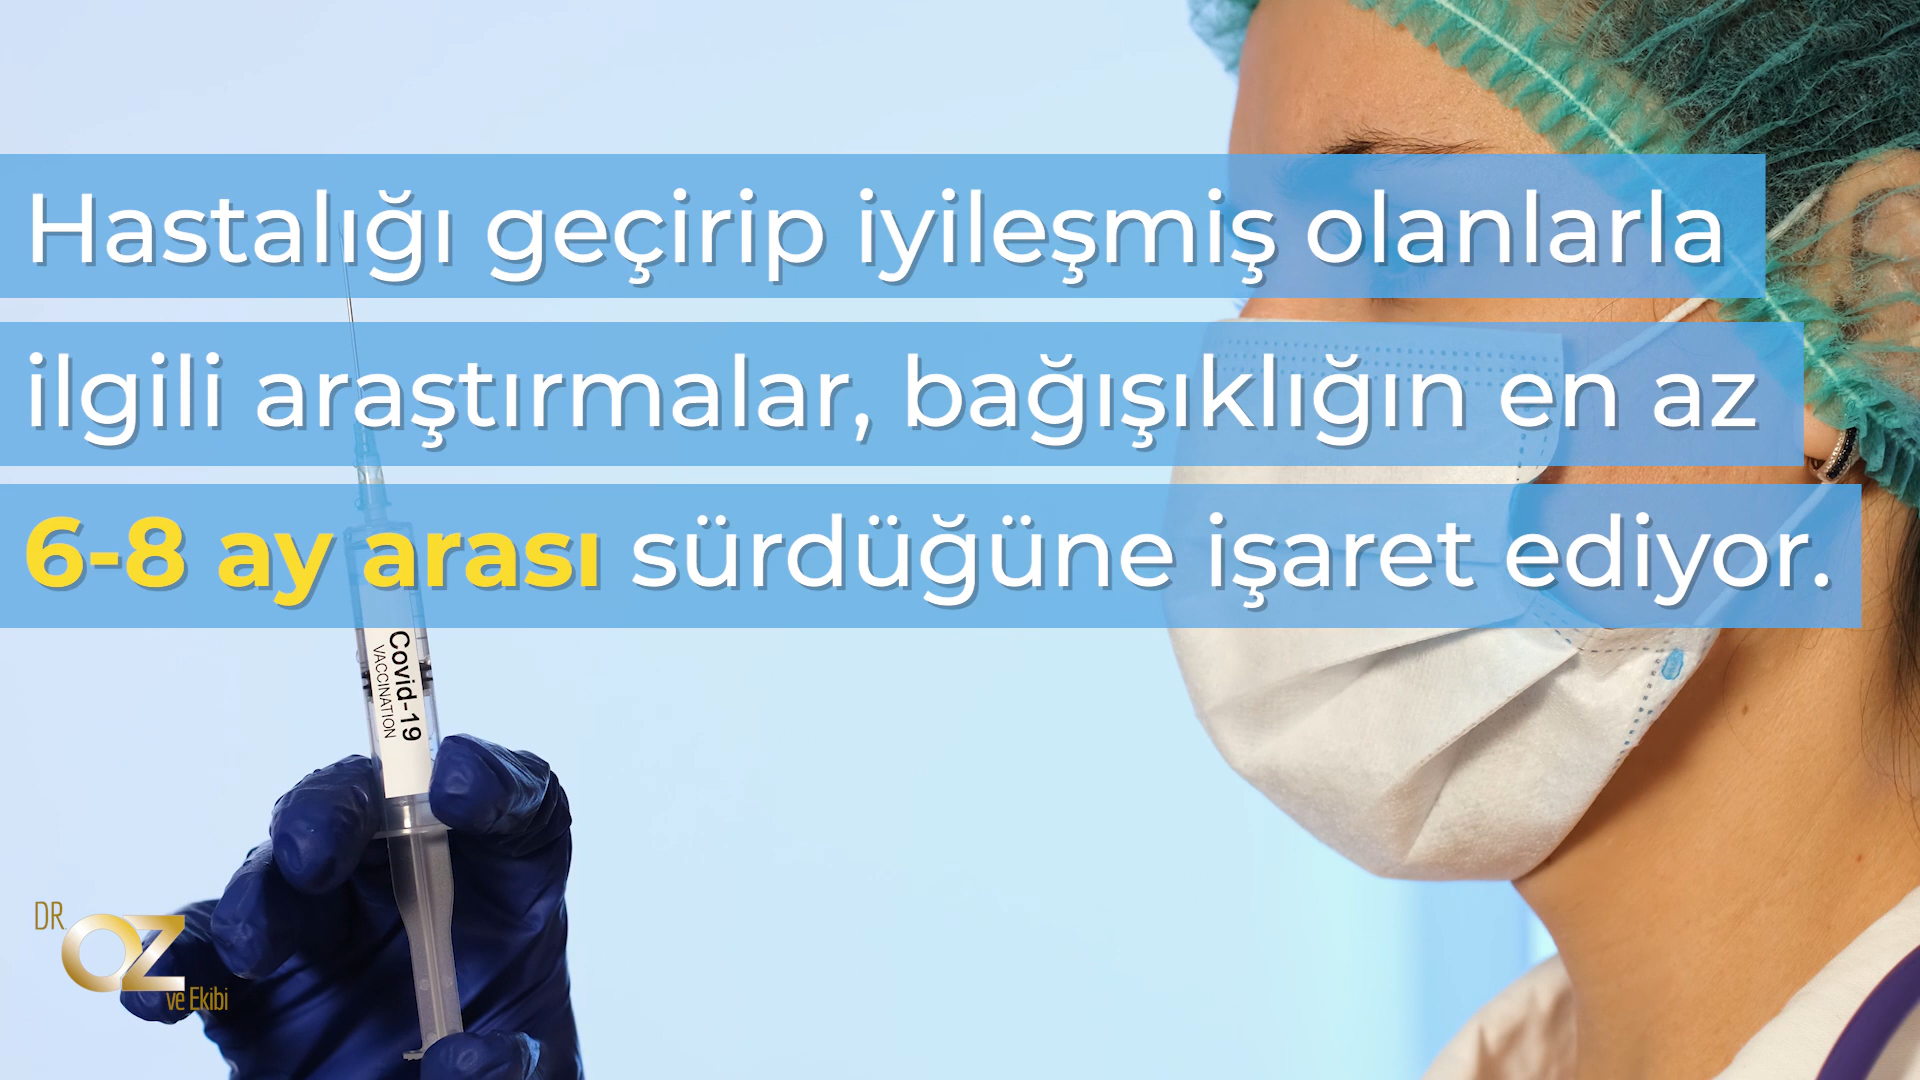 Hastalığı geçirip iyileşmiş olanlarla
ilgili araştırmalar, bağışıklığın en az
6-8 ay arası sürdüğüne işaret ediyor.
Covid-19
VACCINATION
DR.
OZ
ve Ekibi